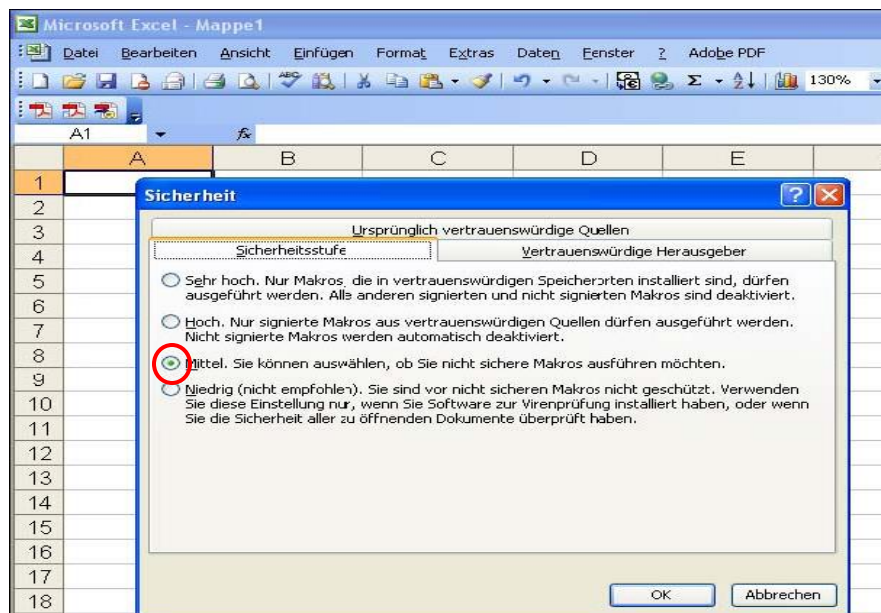 Microsoft Excel - Mappe1
Datei Bearbeiten Ansicht Einfügen Format Extras Daten Fenster ? Adobe PDF
130%
A1 fx
A B C D E
1
2
3
4
5
6
7
8
9
10
11
12
13
14
15
16
17
18
Sicherheit
Ursprünglich vertrauenswürdige Quellen
Sicherheitsstufe Vertrauenswürdige Herausgeber
Sehr hoch. Nur Makros, die in vertrauenswürdigen Speicherorten installiert sind, dürfen
ausgeführt werden. Alle anderen signierten und nicht signierten Makros sind deaktiviert.
Hoch. Nur signierte Makros aus vertrauenswürdigen Quellen dürfen ausgeführt werden.
Nicht signierte Makros werden automatisch deaktiviert.
Mittel. Sie können auswählen, ob Sie nicht sichere Makros ausführen möchten.
Niedrig (nicht empfohlen). Sie sind vor nicht sicheren Makros nicht geschützt. Verwenden
Sie diese Einstellung nur, wenn Sie Software zur Virenprüfung installiert haben, oder wenn
Sie die Sicherheit aller zu öffnenden Dokumente überprüft haben.
OK Abbrechen